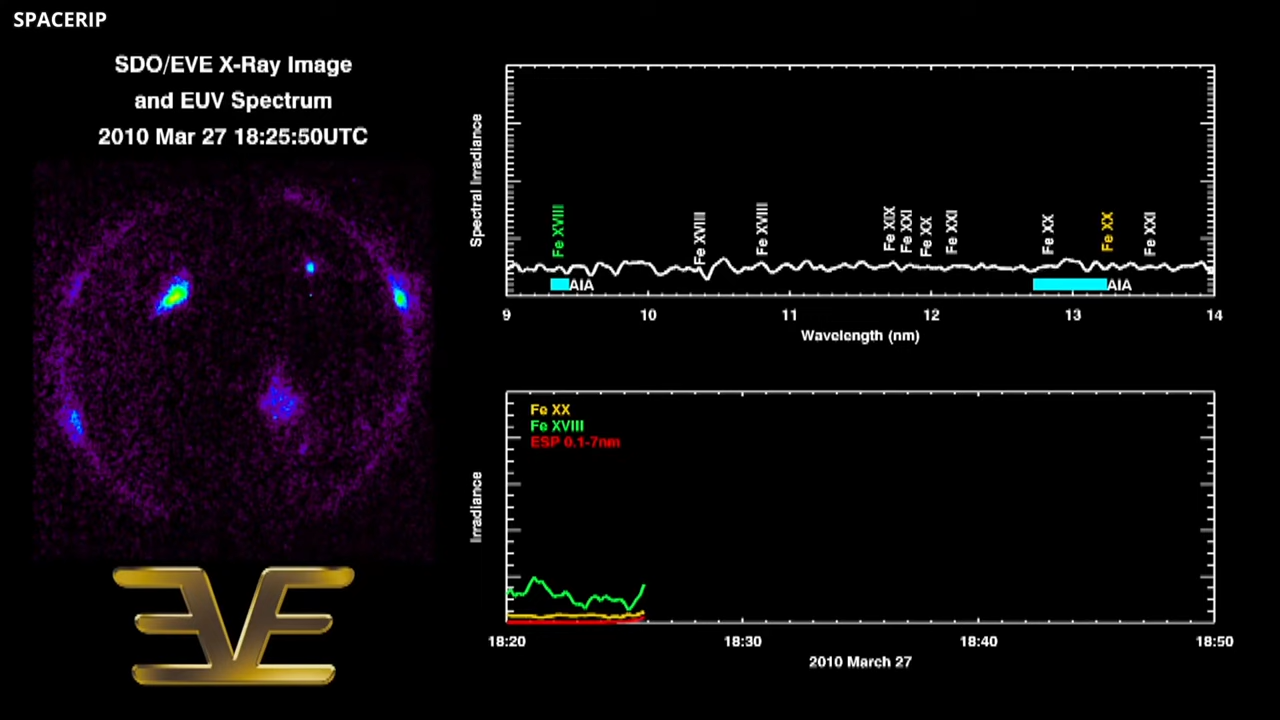 SPACERIP
SDO/EVE X-Ray Image
and EUV Spectrum
2010 Mar 27 18:25:50UTC
Spectral Irradiance
Fe XVIII
Fe XVIII
Fe XVIII
Fe XIX
Fe XXI
Fe XX
Fe XXI
Fe XX
Fe XX
Fe XXI
AIA
AIA
9 10 11 12 13 14
Wavelength (nm)
Fe XX
Fe XVIII
ESP 0.1-7nm
Irradiance
18:20 18:30 18:40 18:50
2010 March 27
EVE